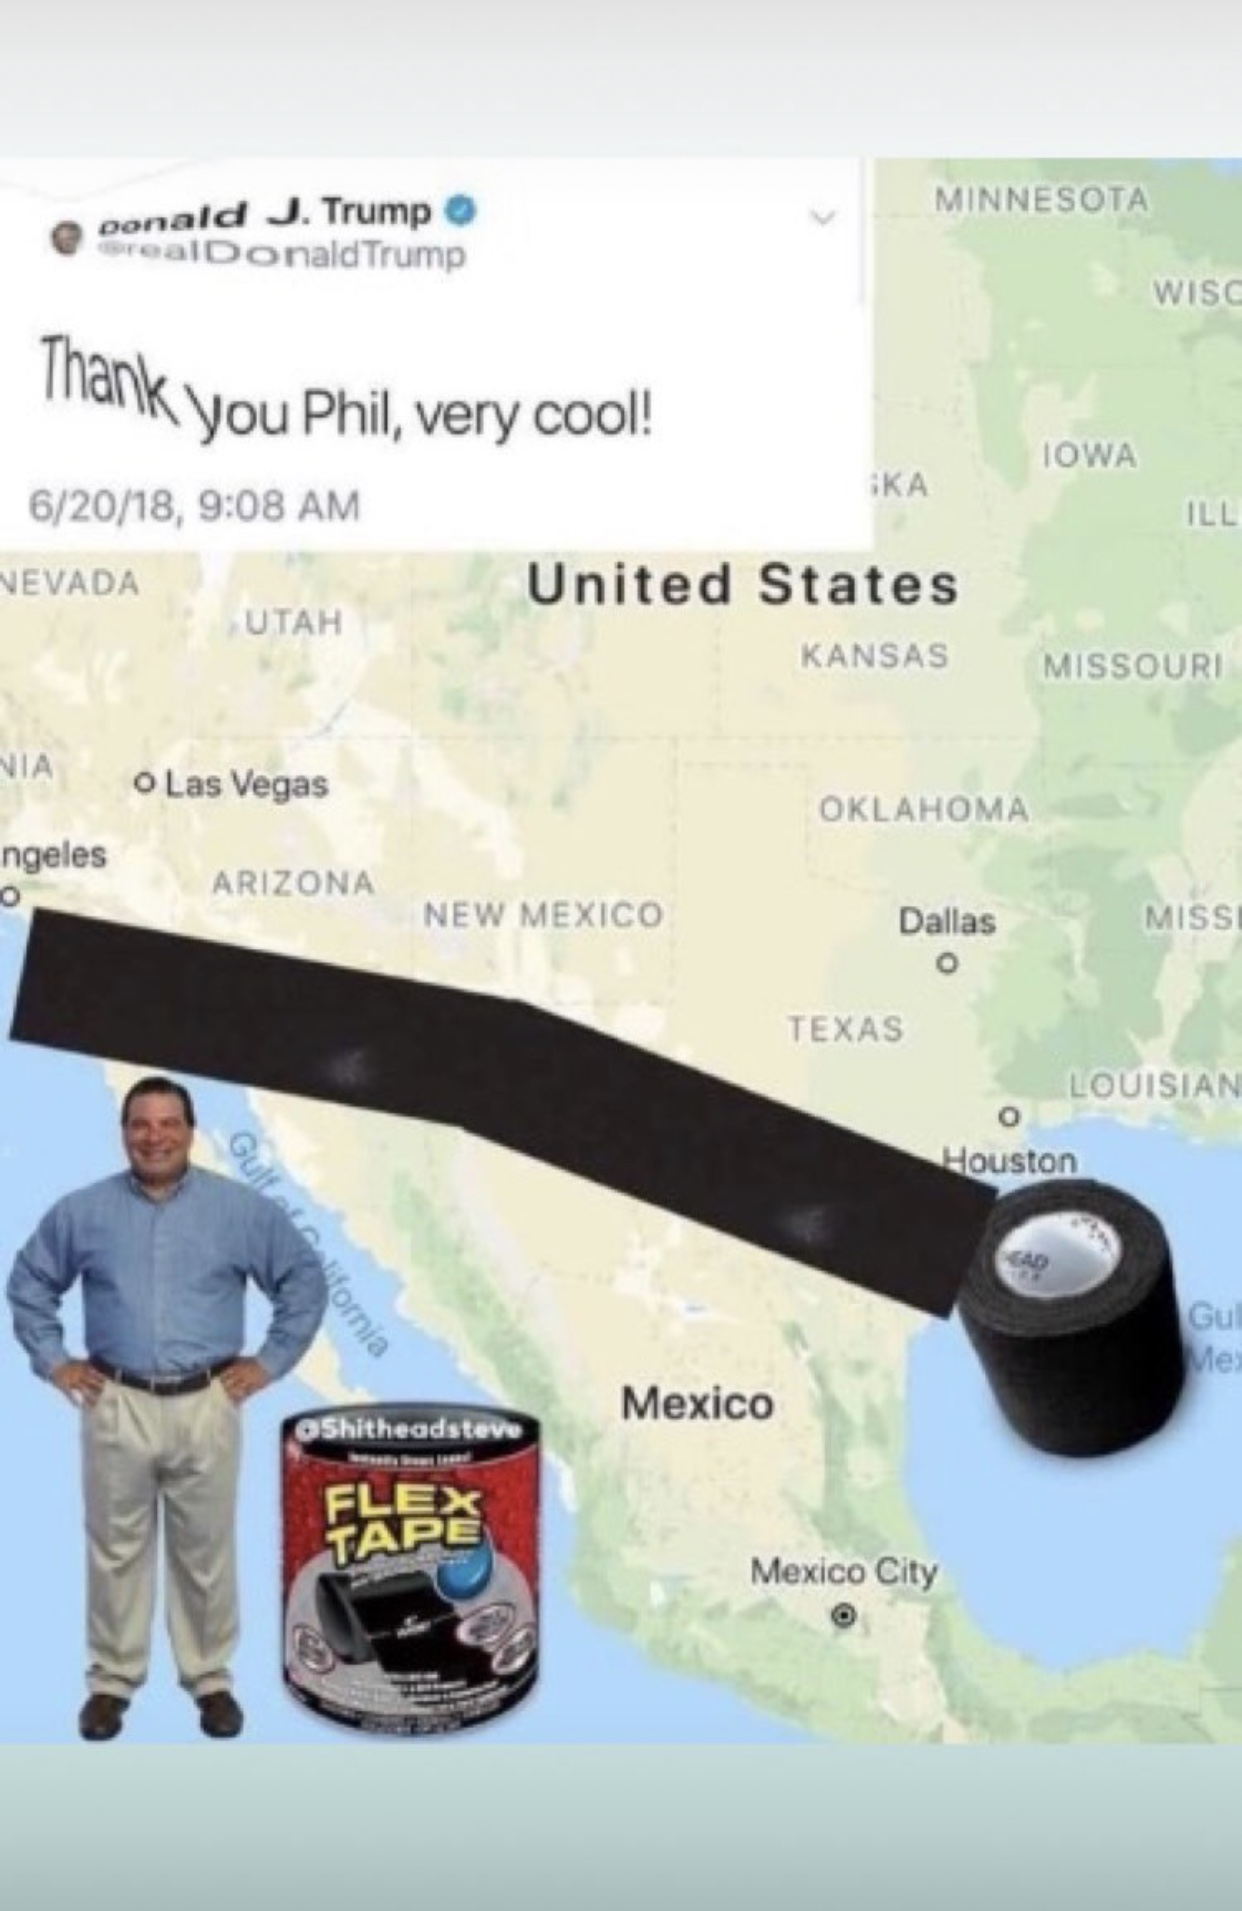 Donald J. Trump
@realDonaldTrump
Thank you Phil, very cool!
6/20/18, 9:08 AM
MINNESOTA
WISC
IOWA
SKA
ILL
NEVADA
United States
UTAH
KANSAS
MISSOURI
NIA
Las Vegas
OKLAHOMA
ngeles
ARIZONA
NEW MEXICO
Dallas
MISSI
TEXAS
LOUISIAN
Houston
Gulf of California
EAD
Gul
Mex
Mexico
@Shitheadsteve
FLEX
TAPE
Mexico City